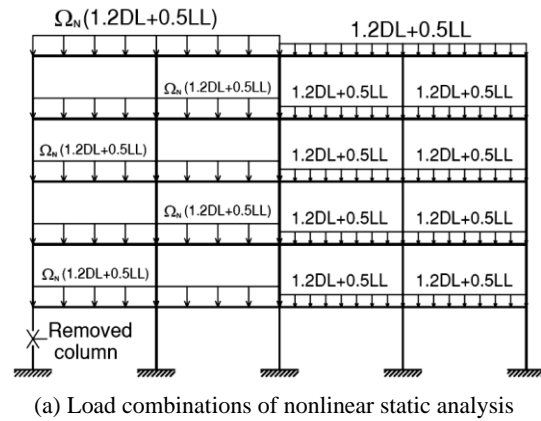 Ω_N(1.2DL+0.5LL) 1.2DL+0.5LL
Ω_N(1.2DL+0.5LL) 1.2DL+0.5LL 1.2DL+0.5LL
Ω_N(1.2DL+0.5LL) 1.2DL+0.5LL 1.2DL+0.5LL
Ω_N(1.2DL+0.5LL) 1.2DL+0.5LL 1.2DL+0.5LL
Ω_N(1.2DL+0.5LL) 1.2DL+0.5LL 1.2DL+0.5LL
Removed
column
(a) Load combinations of nonlinear static analysis